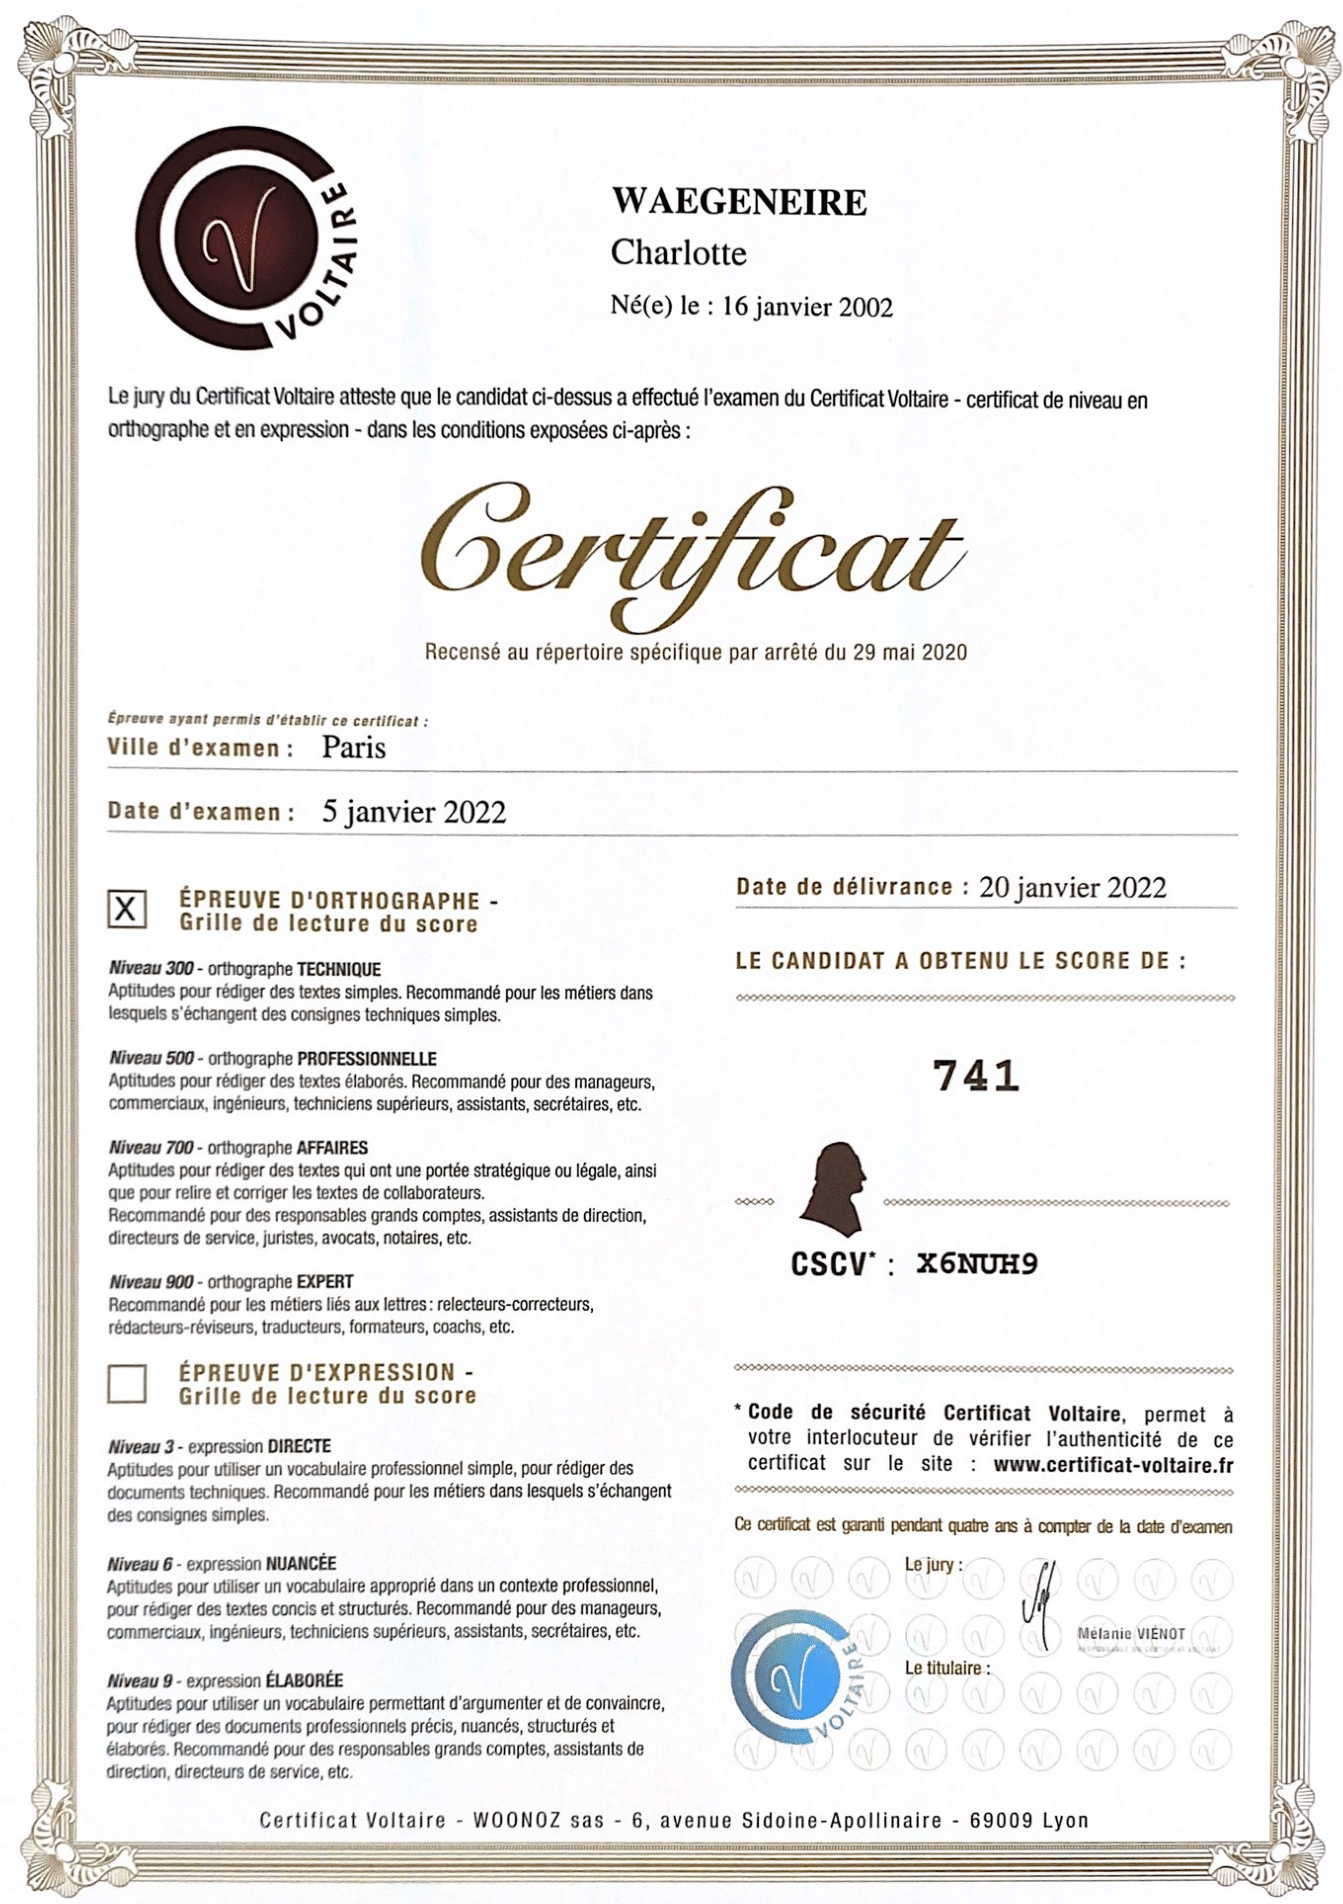 VOLTAIRE
WAEGENEIRE
Charlotte
Né(e) le : 16 janvier 2002
Le jury du Certificat Voltaire atteste que le candidat ci-dessus a effectué l'examen du Certificat Voltaire - certificat de niveau en
orthographe et en expression - dans les conditions exposées ci-après :
Certificat
Recensé au répertoire spécifique par arrêté du 29 mai 2020
Épreuve ayant permis d'établir ce certificat :
Ville d'examen : Paris
Date d'examen : 5 janvier 2022
X ÉPREUVE D'ORTHOGRAPHE -
Grille de lecture du score
Niveau 300 - orthographe TECHNIQUE
Aptitudes pour rédiger des textes simples. Recommandé pour les métiers dans
lesquels s'échangent des consignes techniques simples.
Niveau 500 - orthographe PROFESSIONNELLE
Aptitudes pour rédiger des textes élaborés. Recommandé pour des manageurs,
commerciaux, ingénieurs, techniciens supérieurs, assistants, secrétaires, etc.
Niveau 700 - orthographe AFFAIRES
Aptitudes pour rédiger des textes qui ont une portée stratégique ou légale, ainsi
que pour relire et corriger les textes de collaborateurs.
Recommandé pour des responsables grands comptes, assistants de direction,
directeurs de service, juristes, avocats, notaires, etc.
Niveau 900 - orthographe EXPERT
Recommandé pour les métiers liés aux lettres : relecteurs-correcteurs,
rédacteurs-réviseurs, traducteurs, formateurs, coachs, etc.
ÉPREUVE D'EXPRESSION -
Grille de lecture du score
Niveau 3 - expression DIRECTE
Aptitudes pour utiliser un vocabulaire professionnel simple, pour rédiger des
documents techniques. Recommandé pour les métiers dans lesquels s'échangent
des consignes simples.
Niveau 6 - expression NUANCÉE
Aptitudes pour utiliser un vocabulaire approprié dans un contexte professionnel,
pour rédiger des textes concis et structurés. Recommandé pour des manageurs,
commerciaux, ingénieurs, techniciens supérieurs, assistants, secrétaires, etc.
Niveau 9 - expression ÉLABORÉE
Aptitudes pour utiliser un vocabulaire permettant d'argumenter et de convaincre,
pour rédiger des documents professionnels précis, nuancés, structurés et
élaborés. Recommandé pour des responsables grands comptes, assistants de
direction, directeurs de service, etc.
Date de délivrance : 20 janvier 2022
LE CANDIDAT A OBTENU LE SCORE DE :
741
CSCV* : X6NUH9
* Code de sécurité Certificat Voltaire, permet à
votre interlocuteur de vérifier l'authenticité de ce
certificat sur le site : www.certificat-voltaire.fr
Ce certificat est garanti pendant quatre ans à compter de la date d'examen
Le jury :
Mélanie VIÉNOT
RESPONSABLE DU CERTIFICAT VOLTAIRE
Le titulaire :
VOLTAIRE
Certificat Voltaire - WOONOZ sas - 6, avenue Sidoine-Apollinaire - 69009 Lyon